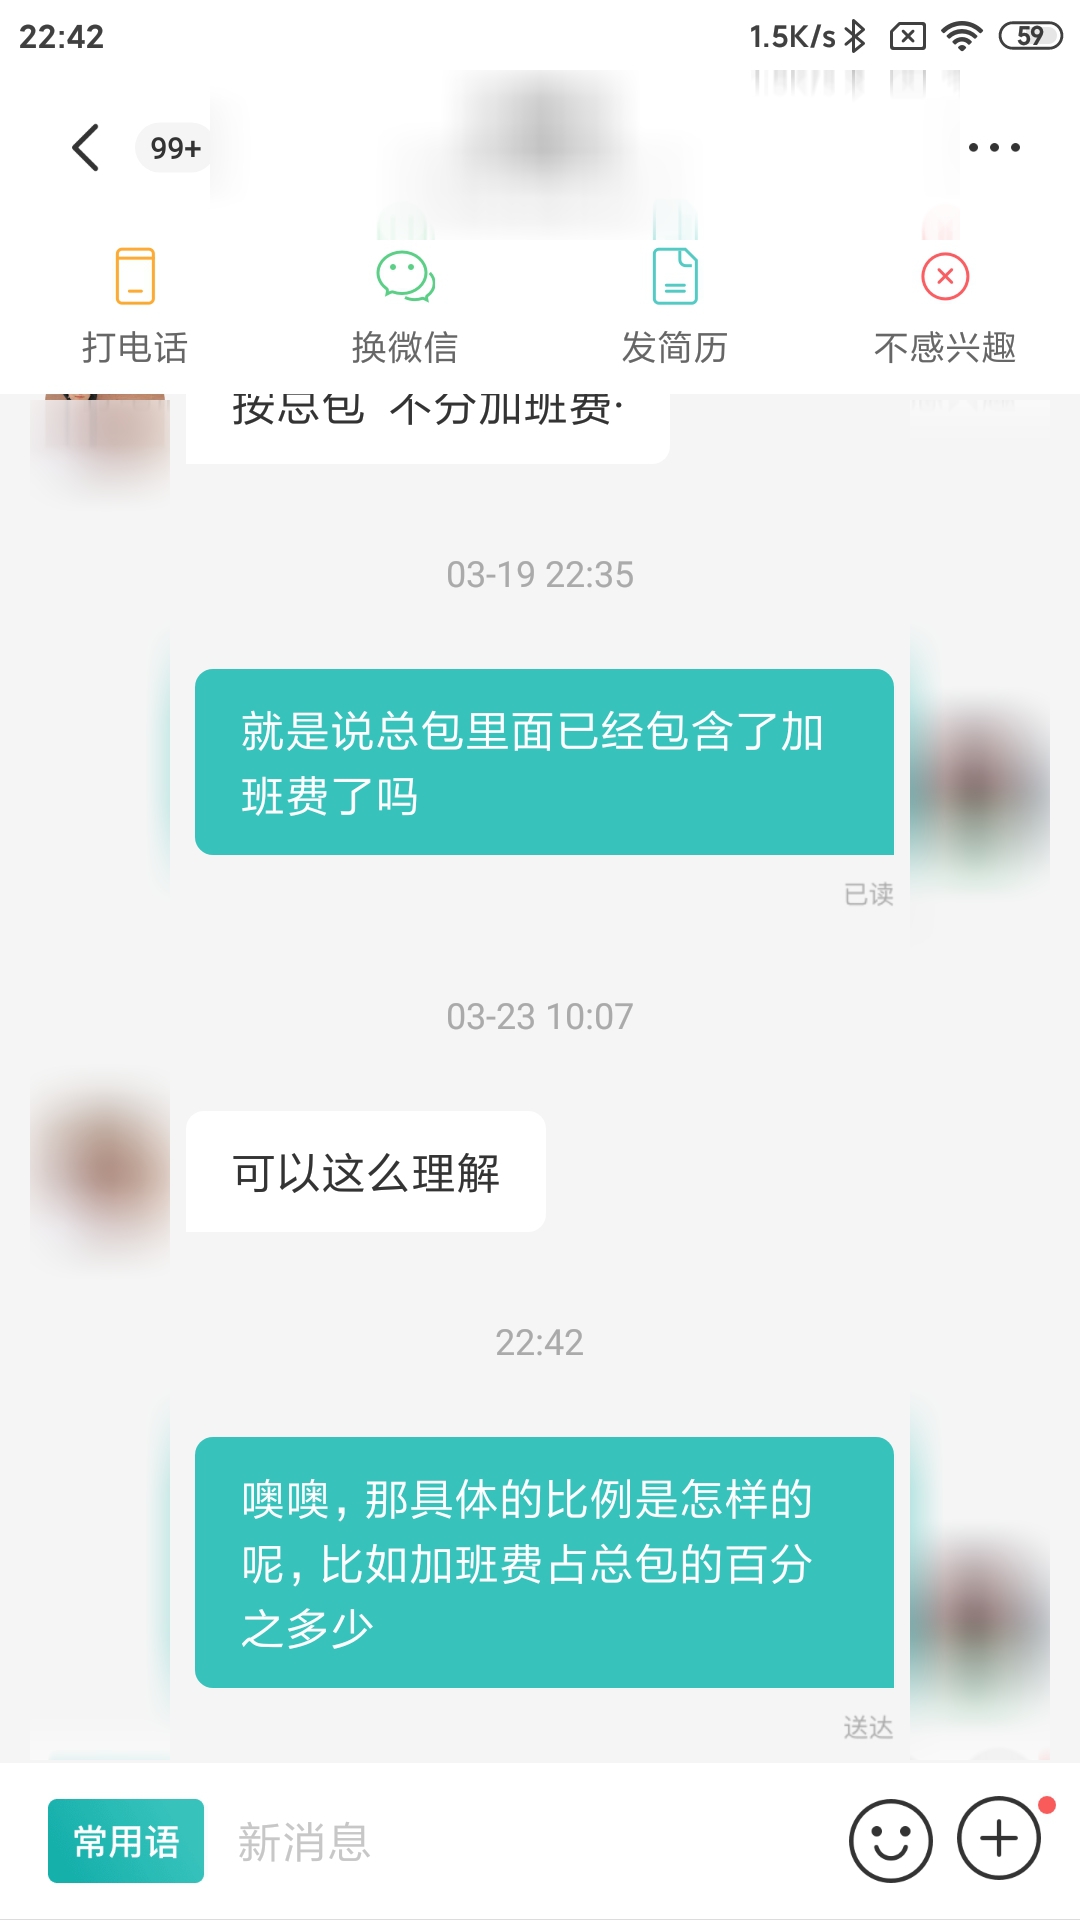 22:42
1.5K/s
59
99+
打电话
换微信
发简历
不感兴趣
按总包 不分加班费·
03-19 22:35
就是说总包里面已经包含了加
班费了吗
已读
03-23 10:07
可以这么理解
22:42
噢噢，那具体的比例是怎样的
呢，比如加班费占总包的百分
之多少
送达
常用语
新消息